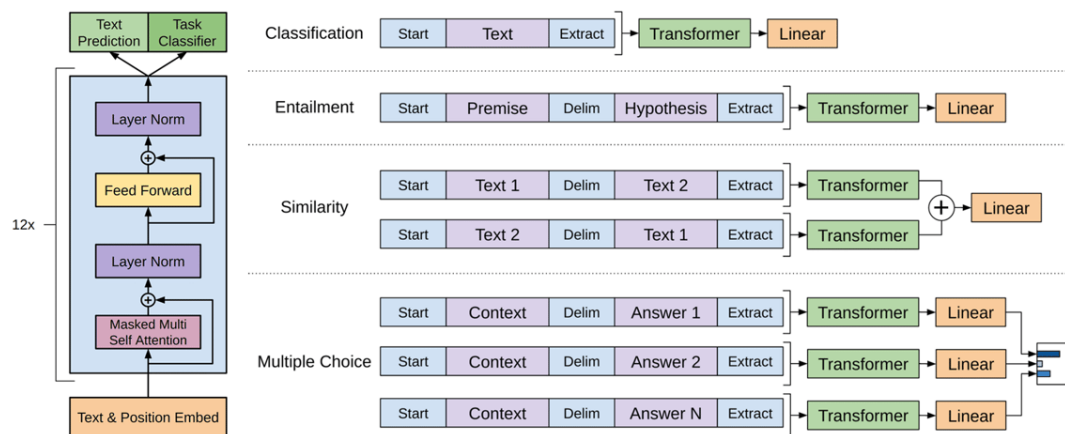 Text
Prediction
Task
Classifier
Layer Norm
Feed Forward
12x
Layer Norm
Masked Multi
Self Attention
Text & Position Embed
Classification Start Text Extract Transformer Linear
Entailment Start Premise Delim Hypothesis Extract Transformer Linear
Similarity
Start Text 1 Delim Text 2 Extract Transformer
Start Text 2 Delim Text 1 Extract Transformer
Linear
Multiple Choice
Start Context Delim Answer 1 Extract Transformer Linear
Start Context Delim Answer 2 Extract Transformer Linear
Start Context Delim Answer N Extract Transformer Linear